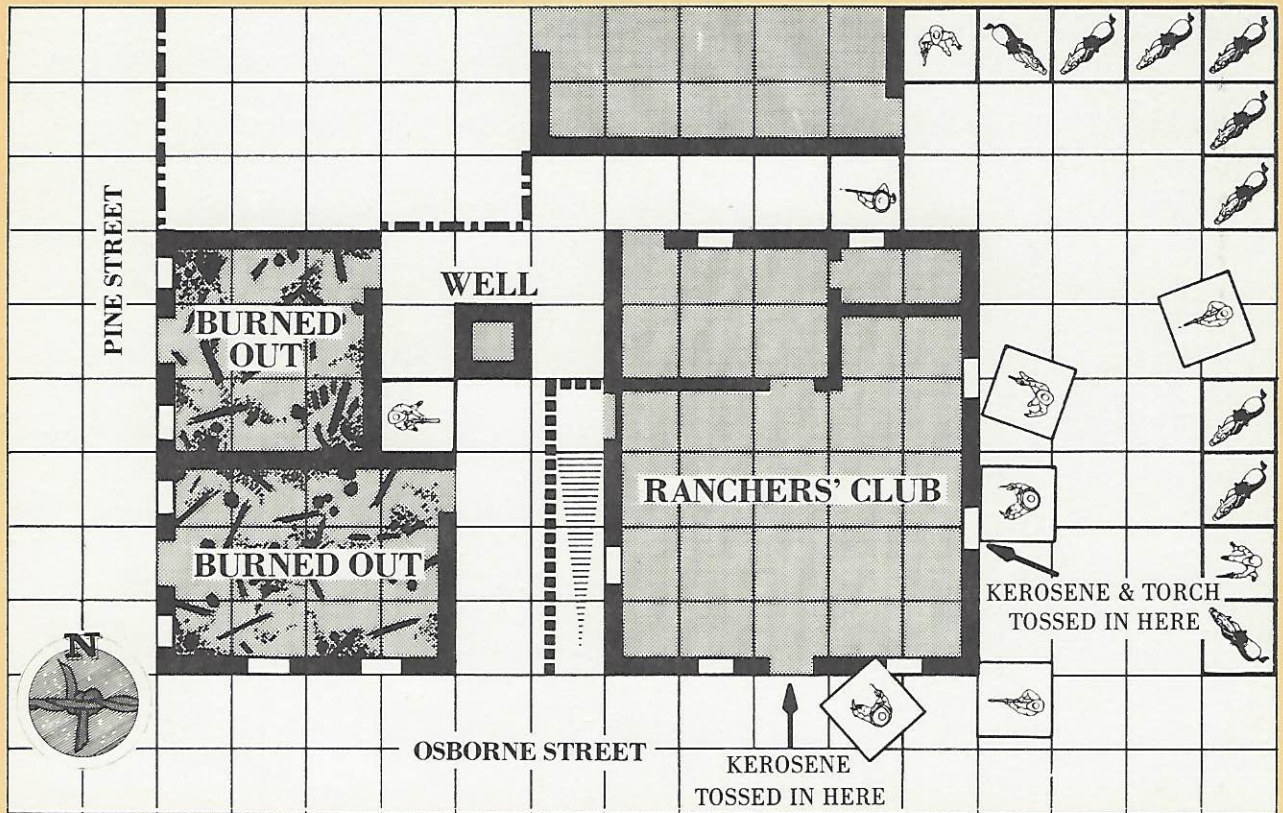 PINE STREET
WELL
BURNED
OUT
RANCHERS' CLUB
BURNED OUT
KEROSENE & TORCH
TOSSED IN HERE
N
OSBORNE STREET
KEROSENE
TOSSED IN HERE